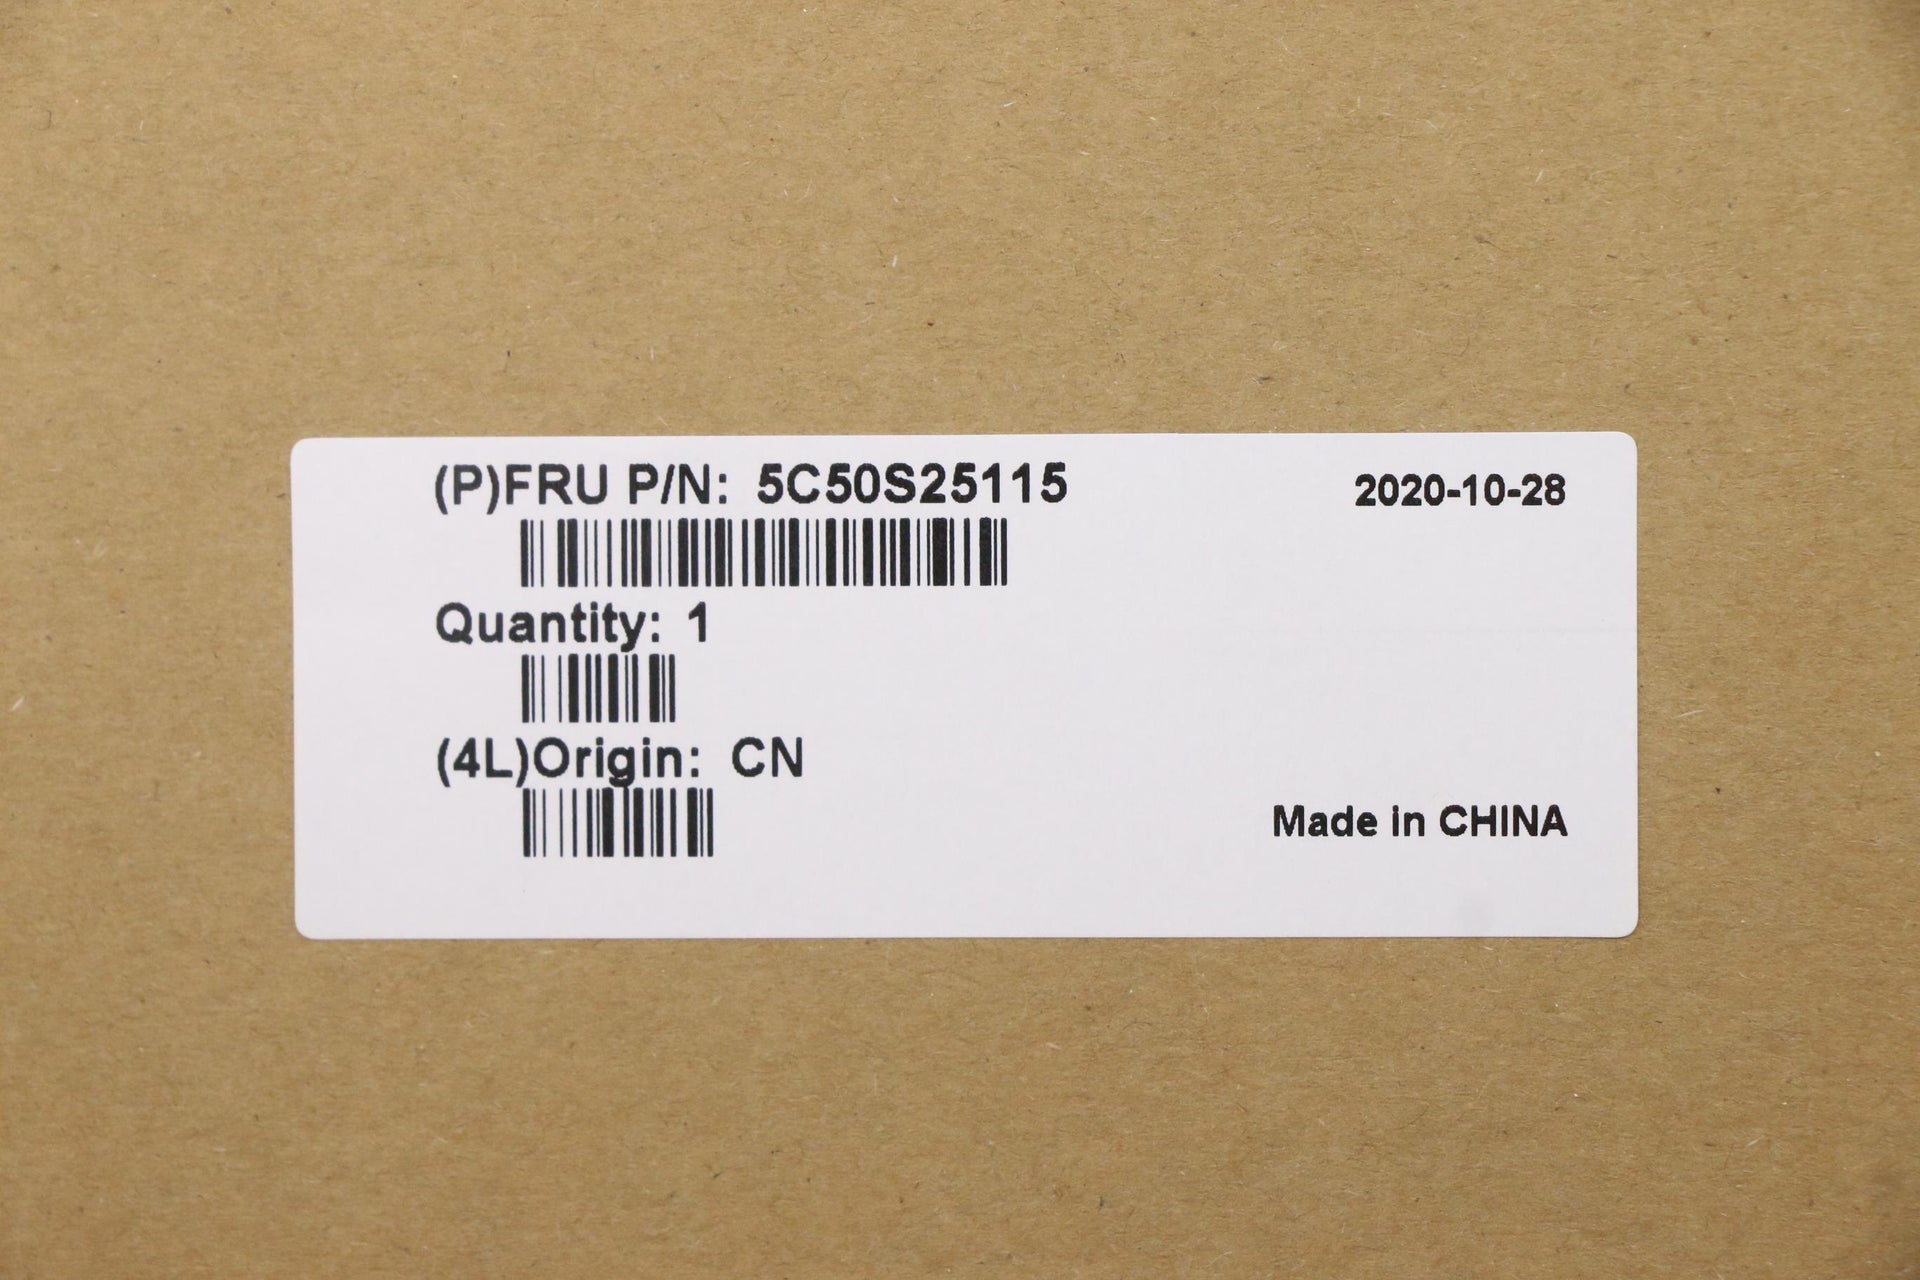 (P)FRU P/N: 5C50S25115
2020-10-28
Quantity: 1
(4L)Origin: CN
Made in CHINA